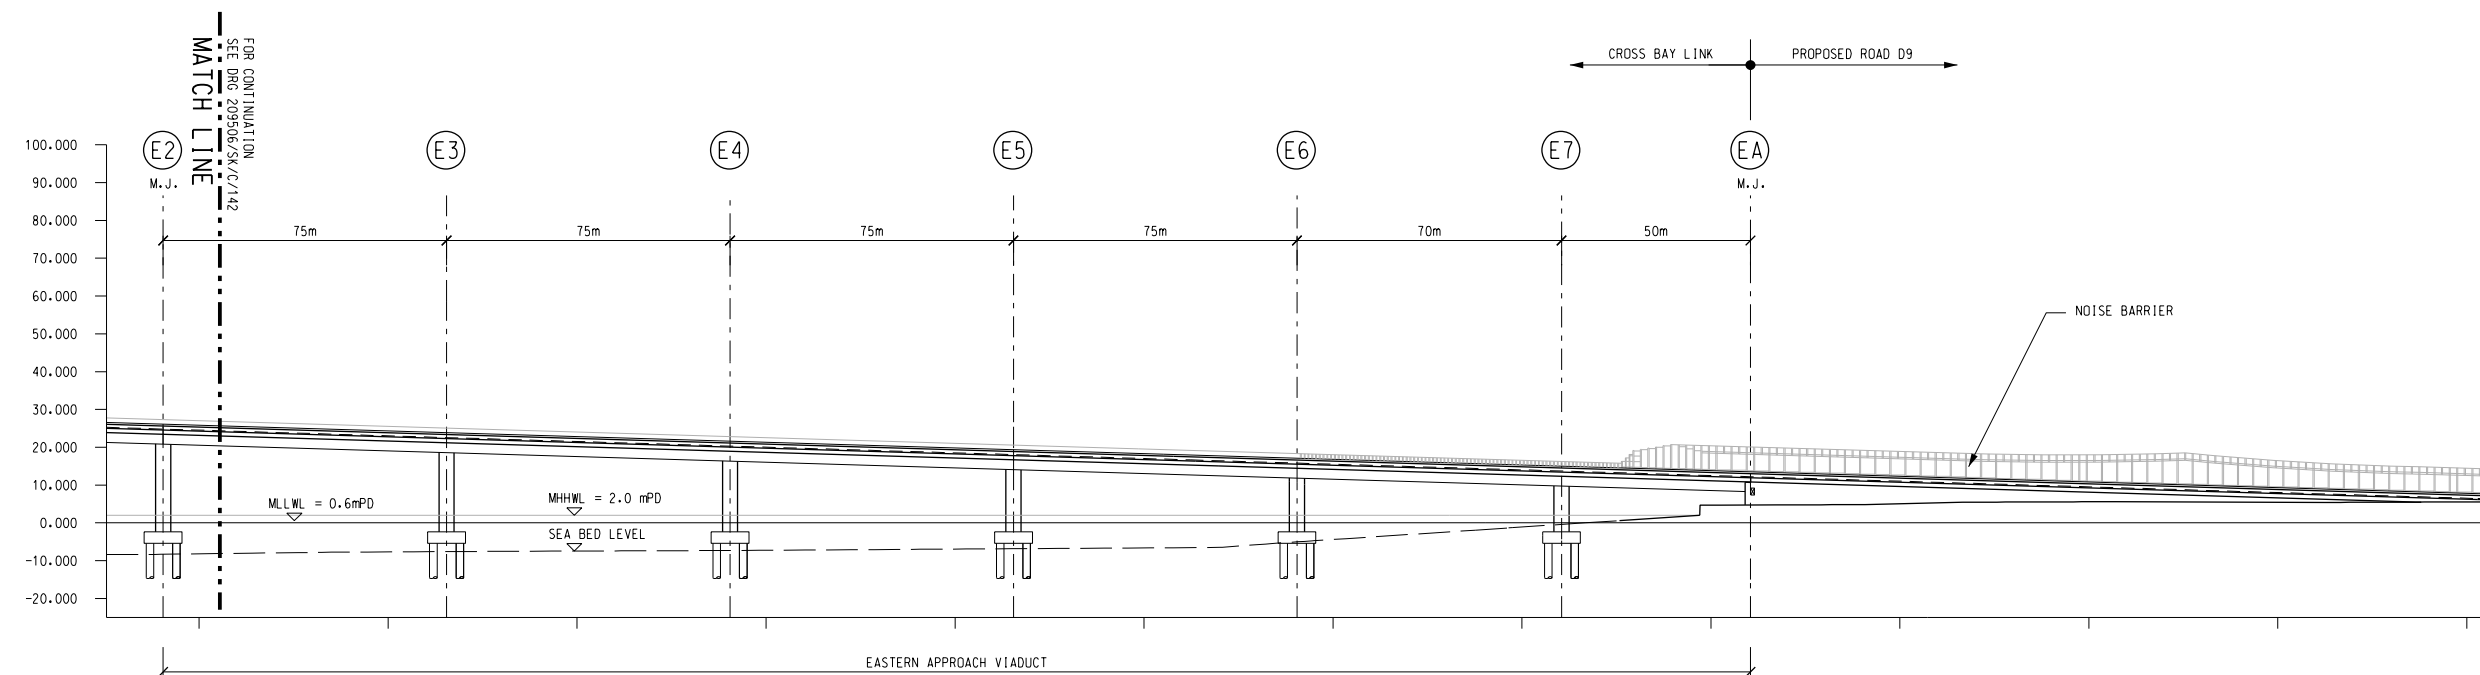 FOR CONTINUATION
SEE DRG 209506/SK/C/142
MATCH LINE
CROSS BAY LINK
PROPOSED ROAD D9
E2
E3
E4
E5
E6
E7
EA
M.J.
M.J.
75m
75m
75m
75m
70m
50m
100.000
90.000
80.000
70.000
60.000
50.000
40.000
30.000
20.000
10.000
0.000
-10.000
-20.000
NOISE BARRIER
MLLWL = 0.6mPD
MHHWL = 2.0 mPD
SEA BED LEVEL
EASTERN APPROACH VIADUCT